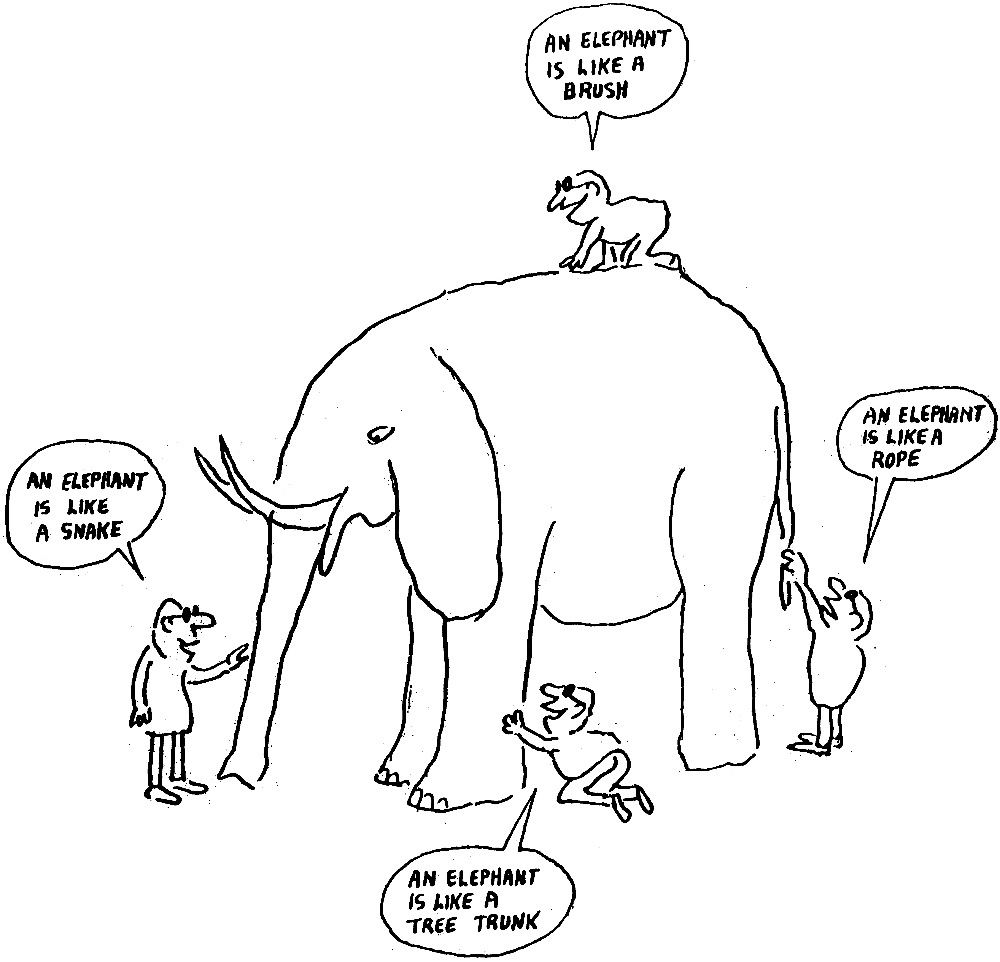 AN ELEPHANT
IS LIKE A
BRUSH
AN ELEPHANT
IS LIKE A
ROPE
AN ELEPHANT
IS LIKE
A SNAKE
AN ELEPHANT
IS LIKE A
TREE TRUNK